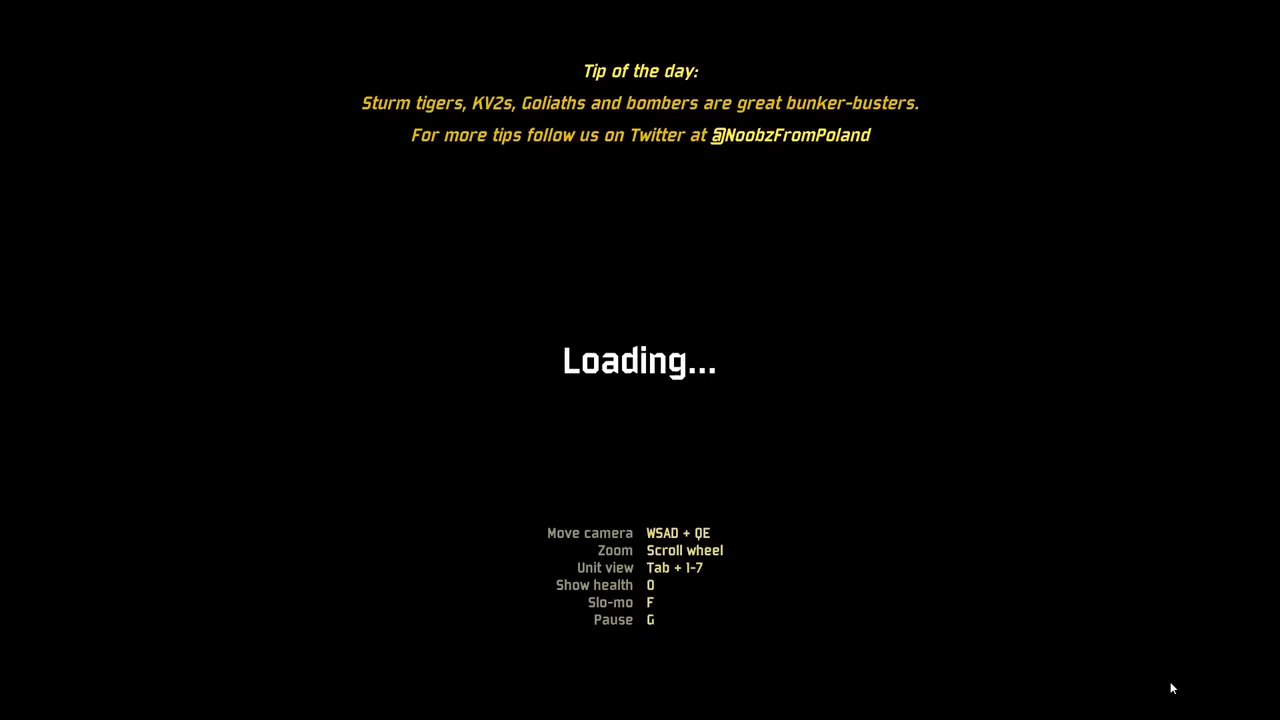 Tip of the day:
Sturm tigers, KV2s, Goliaths and bombers are great bunker-busters.
For more tips follow us on Twitter at @NoobzFromPoland
Loading...
Move camera WSAD + QE
Zoom Scroll wheel
Unit view Tab + 1-7
Show health O
Slo-mo F
Pause G